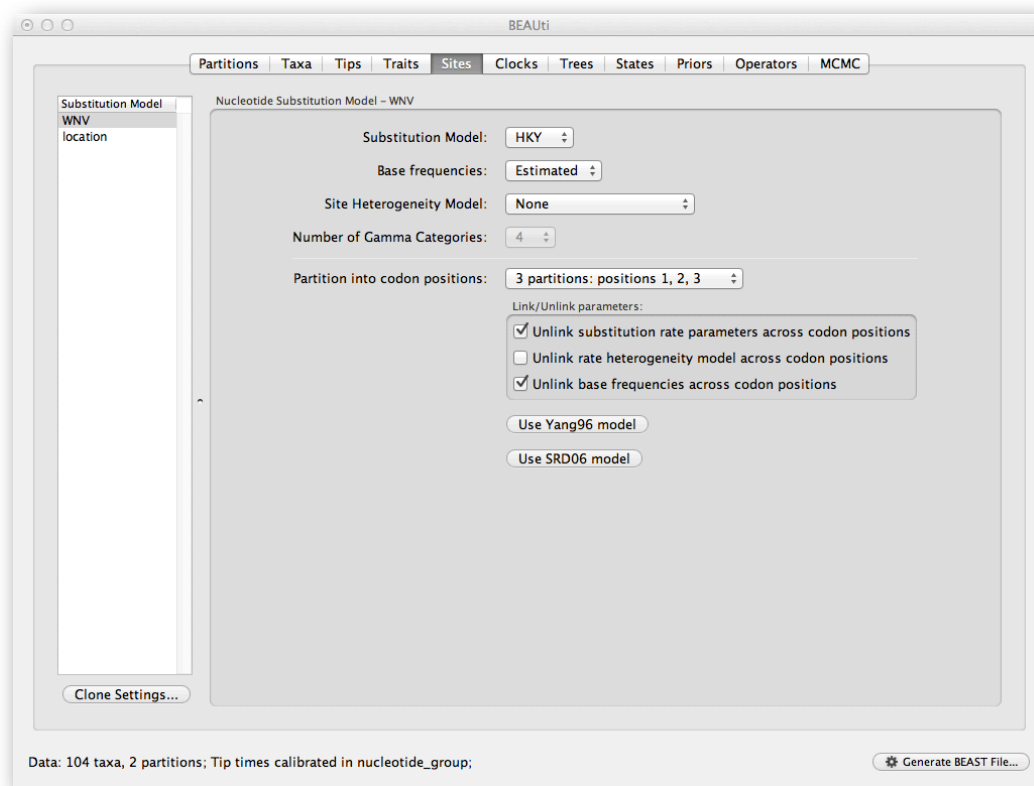 BEAUti
Partitions Taxa Tips Traits Sites Clocks Trees States Priors Operators MCMC
Substitution Model
WNV
location
Nucleotide Substitution Model – WNV
Substitution Model: HKY
Base frequencies: Estimated
Site Heterogeneity Model: None
Number of Gamma Categories: 4
Partition into codon positions: 3 partitions: positions 1, 2, 3
Link/Unlink parameters:
Unlink substitution rate parameters across codon positions
Unlink rate heterogeneity model across codon positions
Unlink base frequencies across codon positions
Use Yang96 model
Use SRD06 model
Clone Settings...
Data: 104 taxa, 2 partitions; Tip times calibrated in nucleotide_group;
Generate BEAST File...